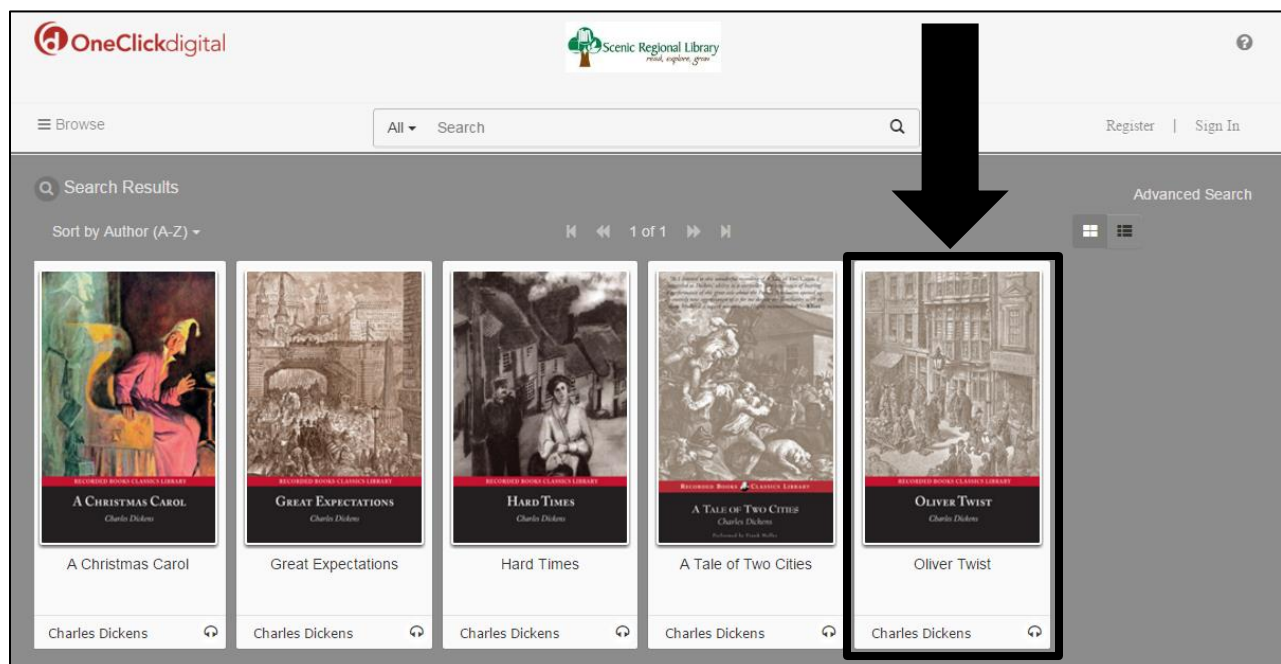 OneClickdigital
Scenic Regional Library
read, explore, grow
Browse
All
Search
Register | Sign In
Search Results
Advanced Search
Sort by Author (A-Z)
1 of 1
RECORDED BOOKS CLASSICS LIBRARY
A CHRISTMAS CAROL
Charles Dickens
A Christmas Carol
Charles Dickens
RECORDED BOOKS CLASSICS LIBRARY
GREAT EXPECTATIONS
Charles Dickens
Great Expectations
Charles Dickens
RECORDED BOOKS CLASSICS LIBRARY
HARD TIMES
Charles Dickens
Hard Times
Charles Dickens
RECORDED BOOKS CLASSICS LIBRARY
A TALE OF TWO CITIES
Charles Dickens
Performed by Frank Muller
A Tale of Two Cities
Charles Dickens
RECORDED BOOKS CLASSICS LIBRARY
OLIVER TWIST
Charles Dickens
Oliver Twist
Charles Dickens